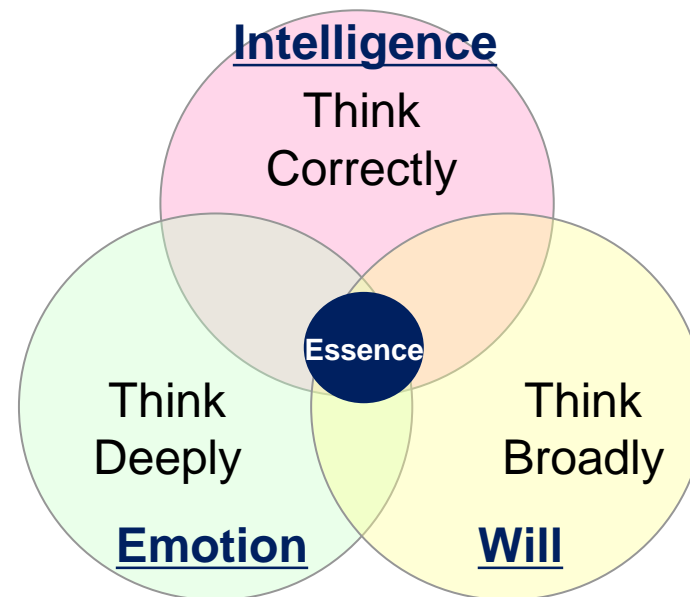 Intelligence
Think
Correctly
Essence
Think
Deeply
Emotion
Think
Broadly
Will